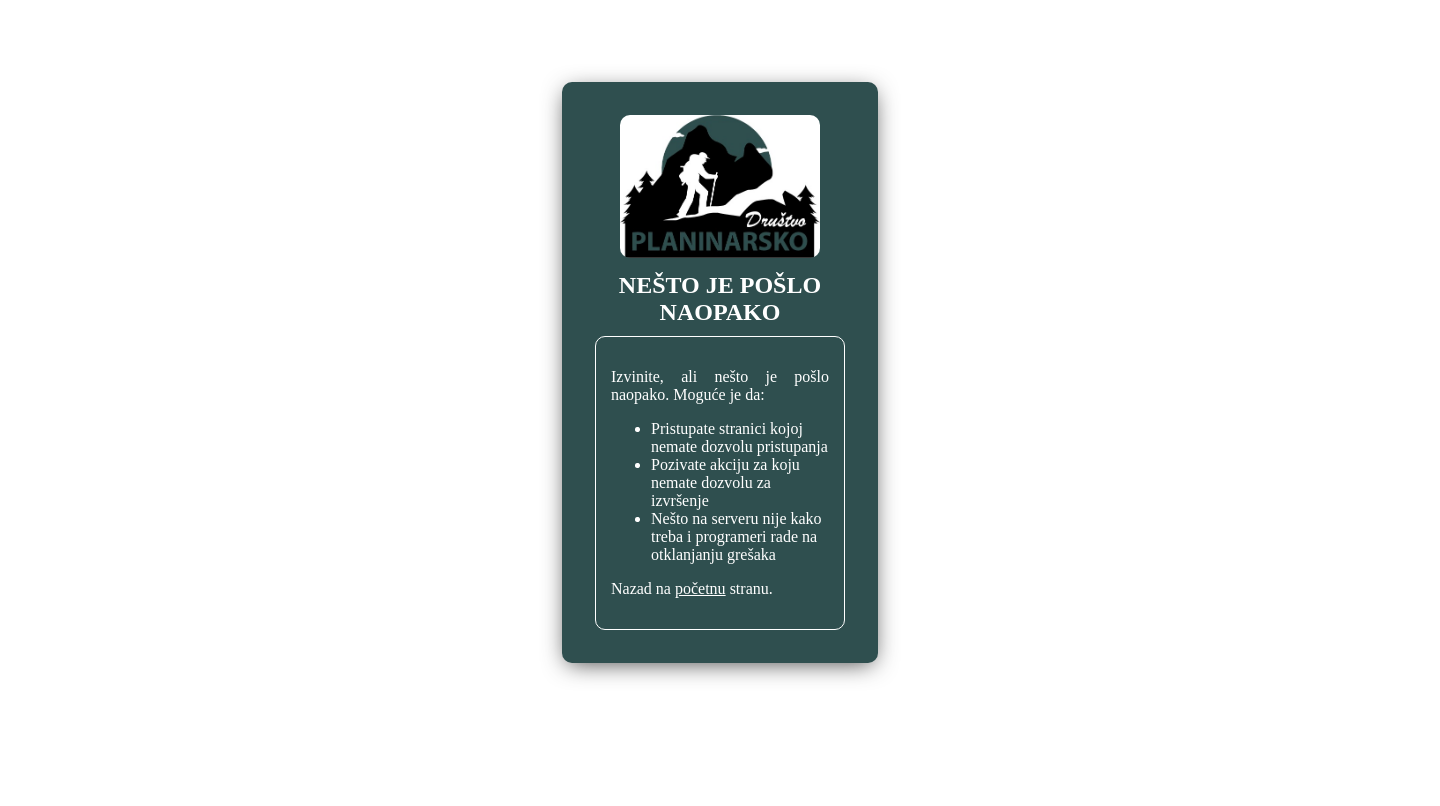 Društvo
PLANINARSKO
NEŠTO JE POŠLO
NAOPAKO
Izvinite, ali nešto je pošlo
naopako. Moguće je da:
• Pristupate stranici kojoj
nemate dozvolu pristupanja
• Pozivate akciju za koju
nemate dozvolu za
izvršenje
• Nešto na serveru nije kako
treba i programeri rade na
otklanjanju grešaka
Nazad na početnu stranu.